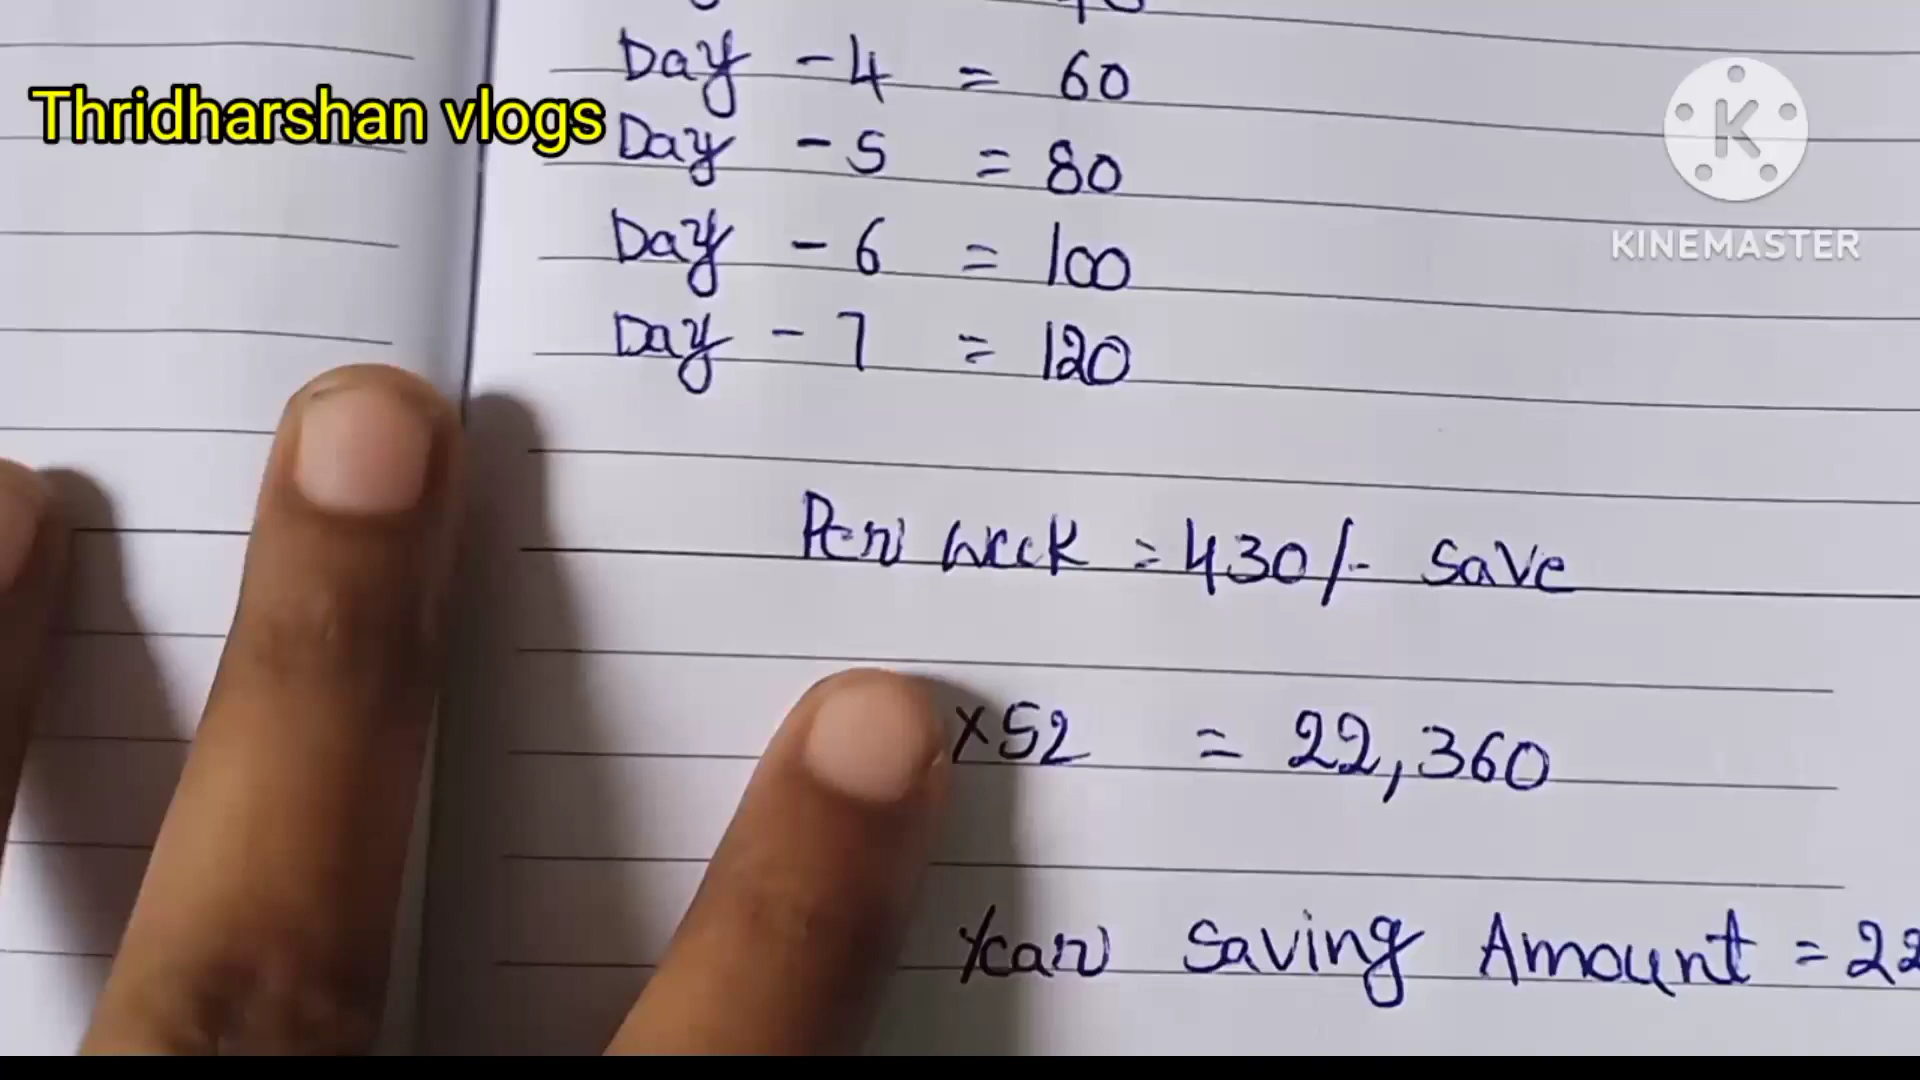 Day - 4 = 60
Thridharshan vlogs
Day - 5 = 80
Day - 6 = 100
Day - 7 = 120
KINEMASTER
Per week = 430/- Save
x52 = 22,360
Year Saving Amount = 22